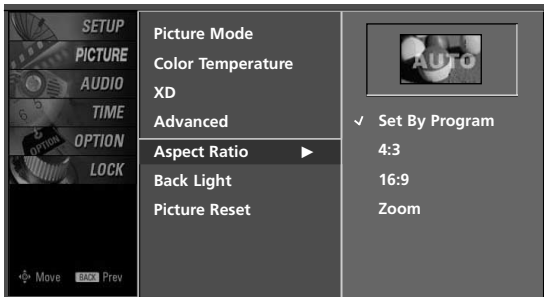 SETUP
PICTURE
AUDIO
TIME
OPTION
LOCK
Move BACK Prev
Picture Mode
Color Temperature
XD
Advanced
Aspect Ratio ►
Back Light
Picture Reset
AUTO
✓ Set By Program
4:3
16:9
Zoom